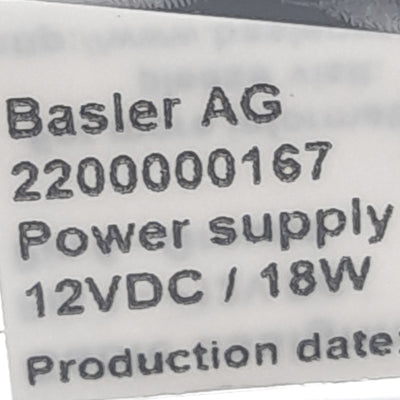 Basler AG
2200000167
Power supply
12VDC / 18W
Production date: